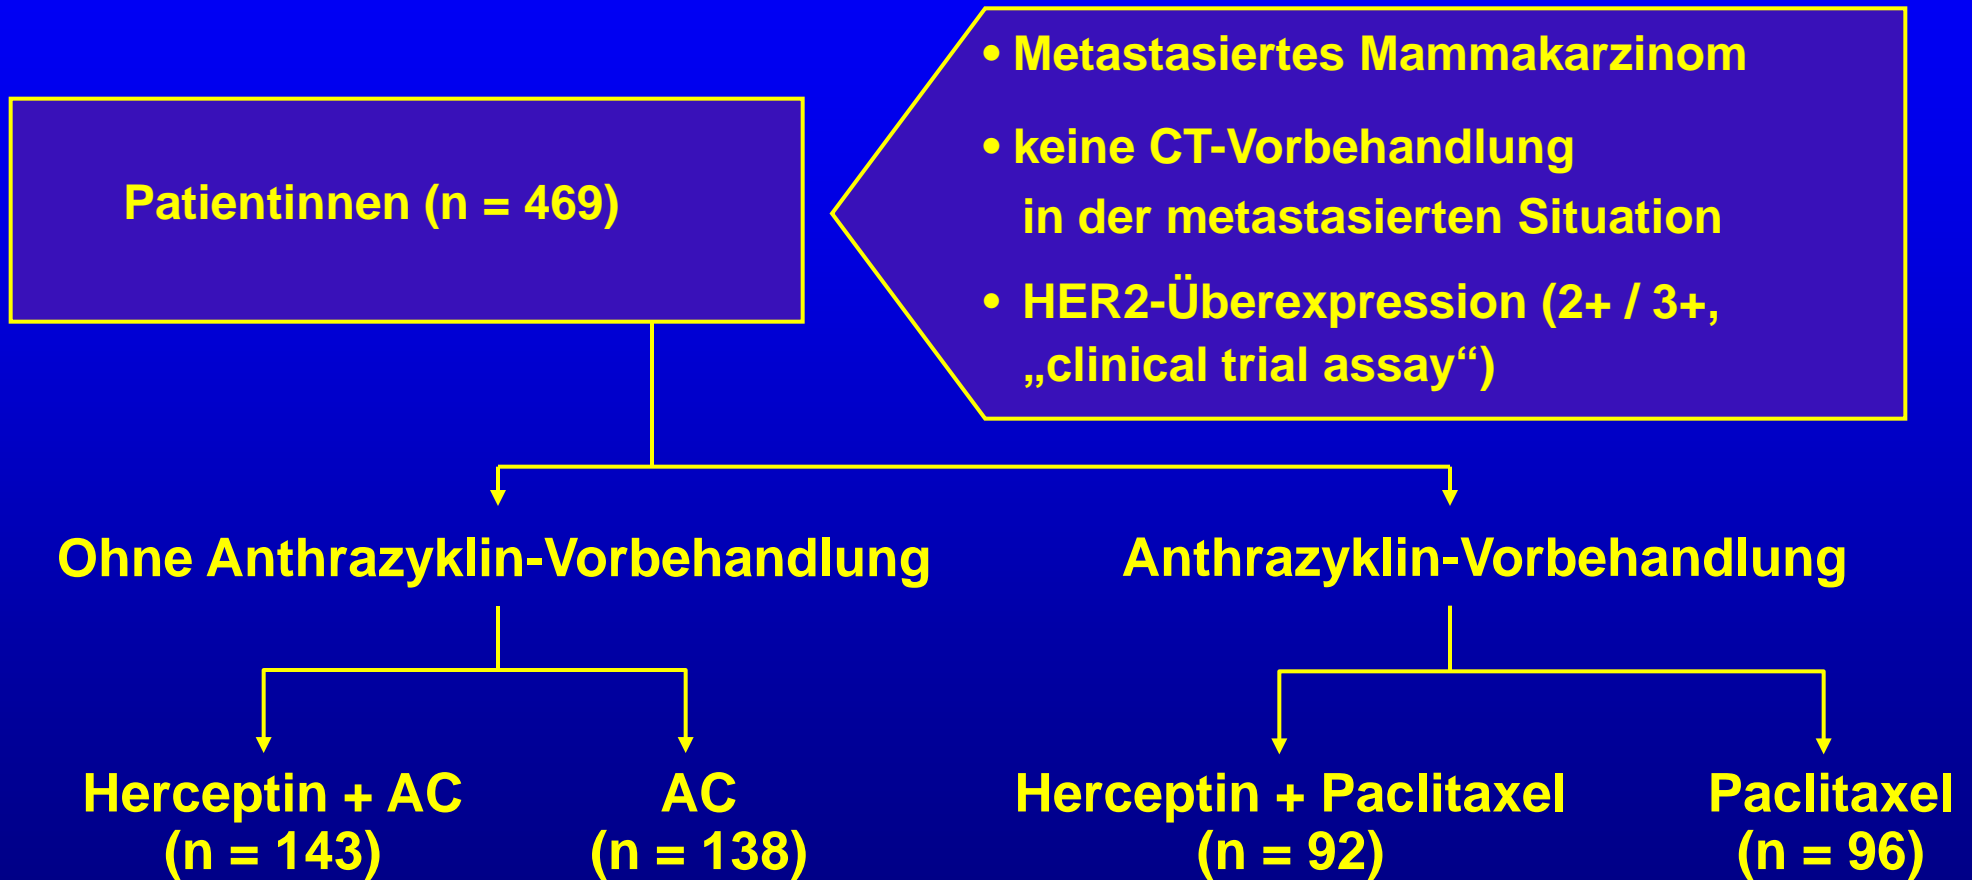 Patientinnen (n = 469)
• Metastasiertes Mammakarzinom
• keine CT-Vorbehandlung
in der metastasierten Situation
• HER2-Überexpression (2+ / 3+,
„clinical trial assay“)
Ohne Anthrazyklin-Vorbehandlung
Anthrazyklin-Vorbehandlung
Herceptin + AC
(n = 143)
AC
(n = 138)
Herceptin + Paclitaxel
(n = 92)
Paclitaxel
(n = 96)